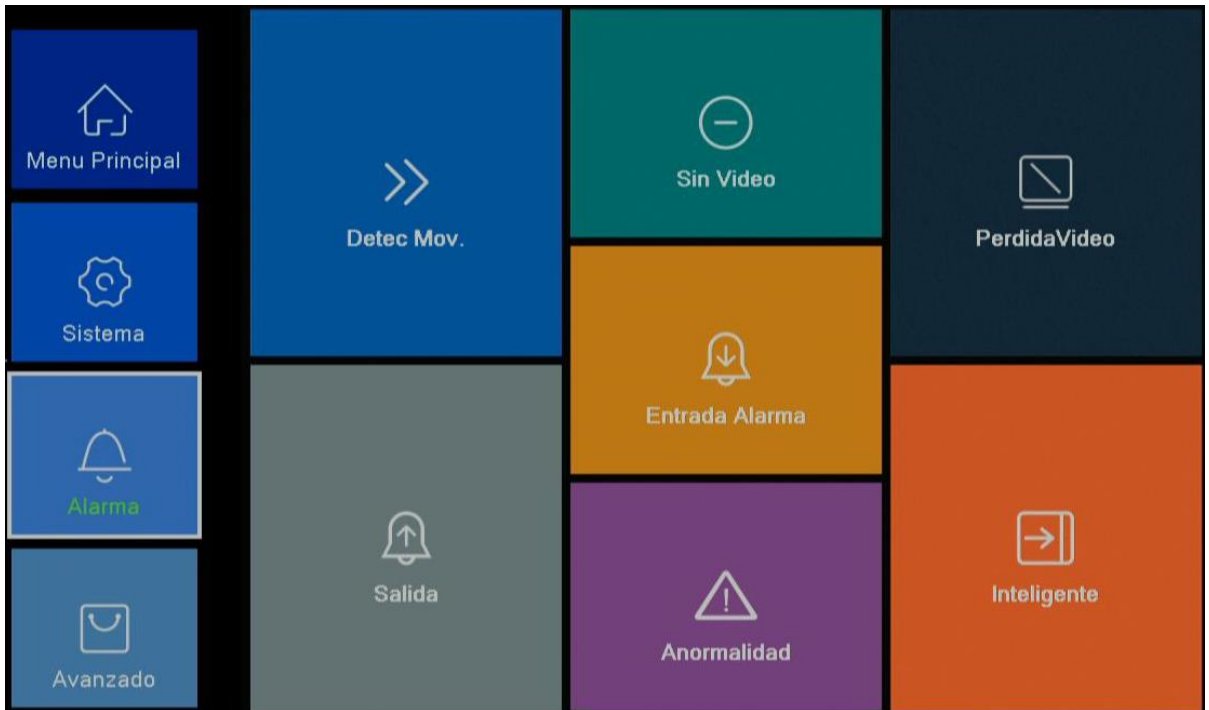 Menu Principal
Sistema
Alarma
Avanzado
Detec Mov.
Salida
Sin Video
Entrada Alarma
Anormalidad
PerdidaVideo
Inteligente